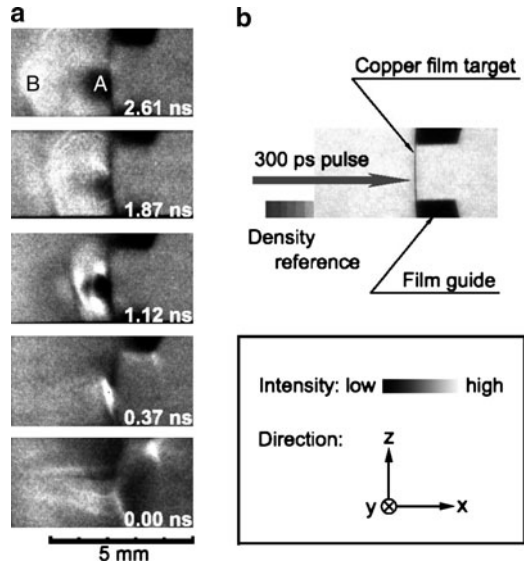 a
B A
2.61 ns
1.87 ns
1.12 ns
0.37 ns
0.00 ns
5 mm
b
Copper film target
300 ps pulse
Density
reference
Film guide
Intensity: low high
Direction:
z
y x